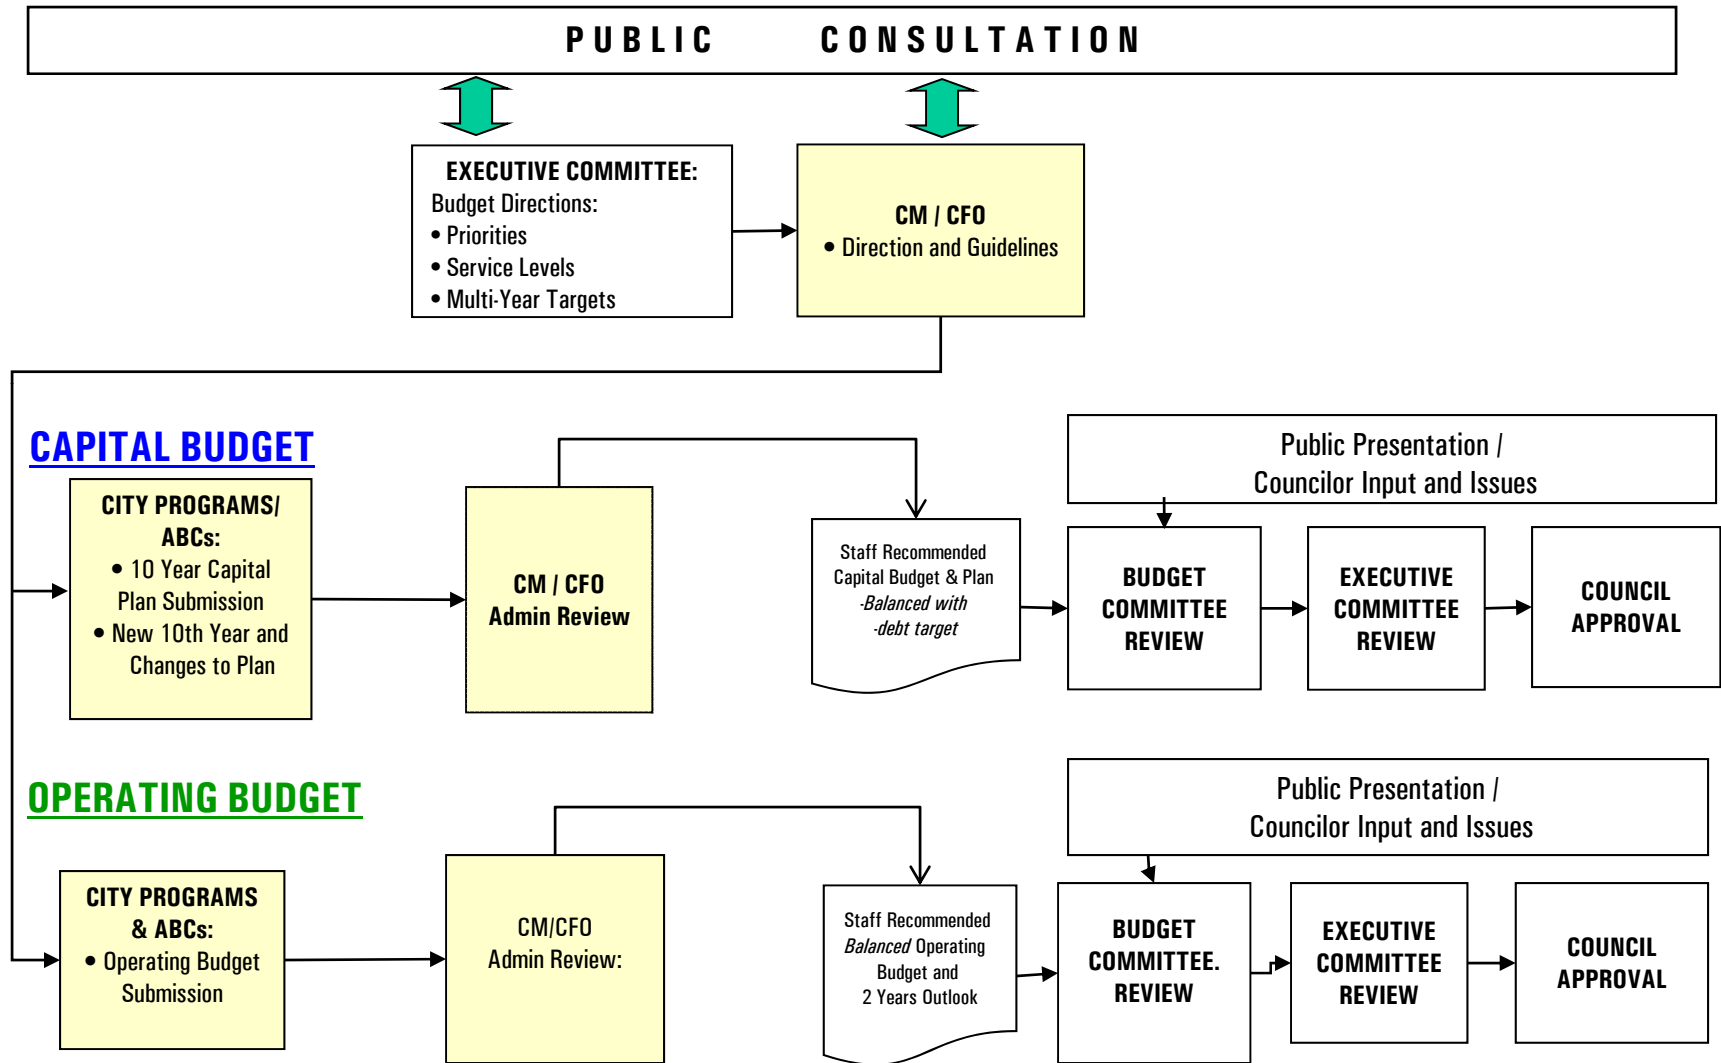 PUBLIC CONSULTATION
EXECUTIVE COMMITTEE:
Budget Directions:
• Priorities
• Service Levels
• Multi-Year Targets
CM / CFO
• Direction and Guidelines
CAPITAL BUDGET
CITY PROGRAMS/
ABCs:
• 10 Year Capital
Plan Submission
• New 10th Year and
Changes to Plan
CM / CFO
Admin Review
Staff Recommended
Capital Budget & Plan
-Balanced with
-debt target
Public Presentation /
Councilor Input and Issues
BUDGET
COMMITTEE
REVIEW
EXECUTIVE
COMMITTEE
REVIEW
COUNCIL
APPROVAL
OPERATING BUDGET
CITY PROGRAMS
& ABCs:
• Operating Budget
Submission
CM/CFO
Admin Review:
Staff Recommended
Balanced Operating
Budget and
2 Years Outlook
Public Presentation /
Councilor Input and Issues
BUDGET
COMMITTEE.
REVIEW
EXECUTIVE
COMMITTEE
REVIEW
COUNCIL
APPROVAL